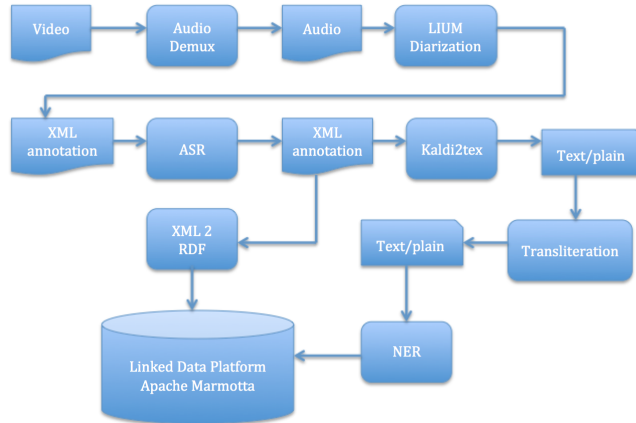 Video
Audio
Demux
Audio
LIUM
Diarization
XML
annotation
ASR
XML
annotation
Kaldi2tex
Text/plain
XML 2
RDF
Text/plain
Transliteration
Linked Data Platform
Apache Marmotta
NER